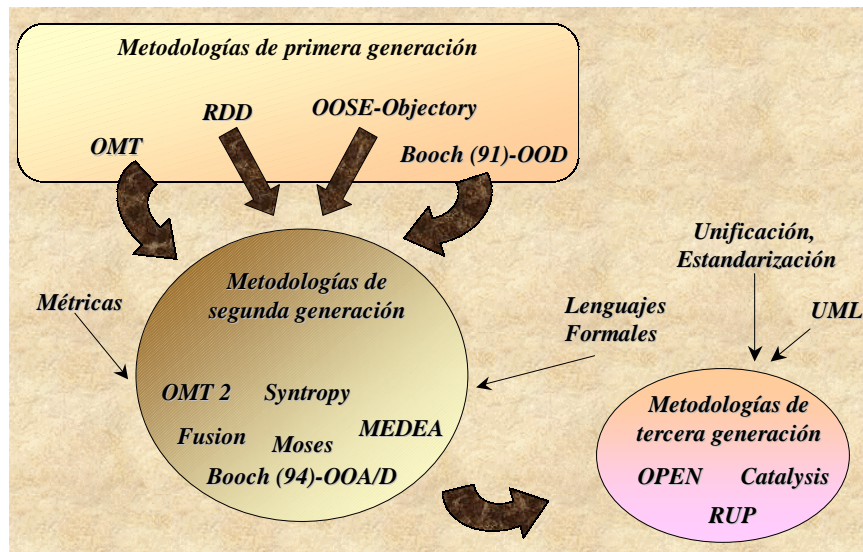 Metodologías de primera generación
RDD
OOSE-Objectory
OMT
Booch (91)-OOD
Unificación,
Estandarización
Métricas
Metodologías de
segunda generación
Lenguajes
Formales
UML
OMT 2
Syntropy
Fusion
Moses
MEDEA
Booch (94)-OOA/D
Metodologías de
tercera generación
OPEN
Catalysis
RUP